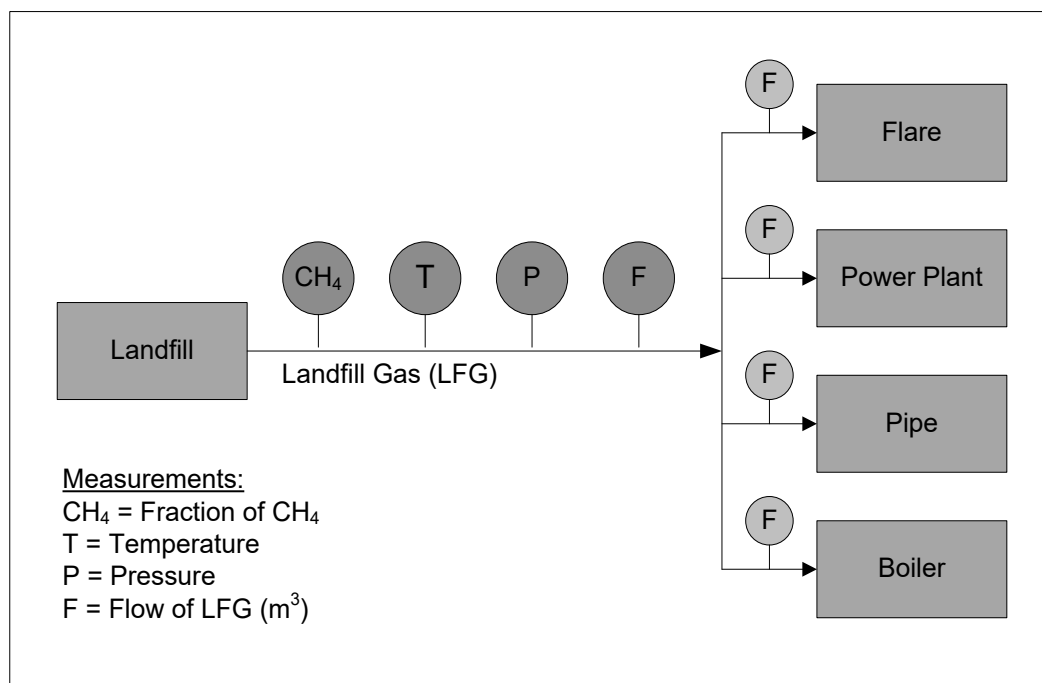 F
Flare
F
Power Plant
CH₄
T
P
F
Landfill
Landfill Gas (LFG)
F
Pipe
F
Boiler
Measurements:
CH₄ = Fraction of CH₄
T = Temperature
P = Pressure
F = Flow of LFG (m³)